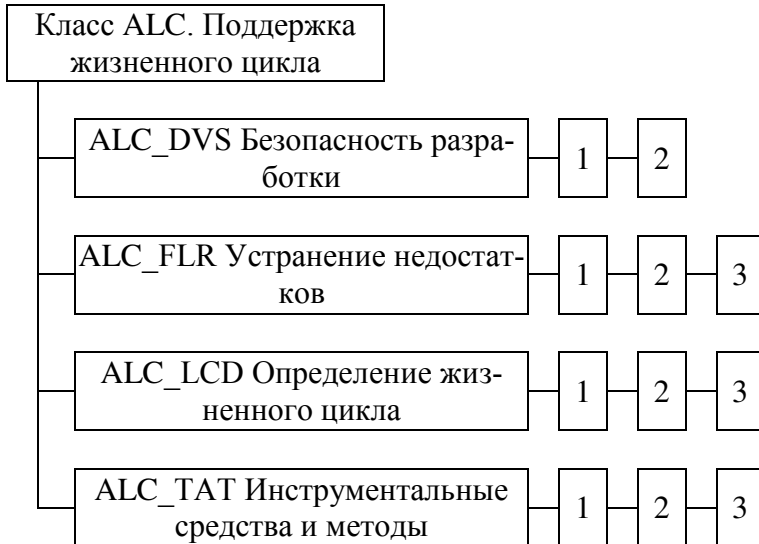 Класс ALC. Поддержка
жизненного цикла
ALC_DVS Безопасность разра-
ботки
1
2
ALC_FLR Устранение недостат-
ков
1
2
3
ALC_LCD Определение жиз-
ненного цикла
1
2
3
ALC_TAT Инструментальные
средства и методы
1
2
3